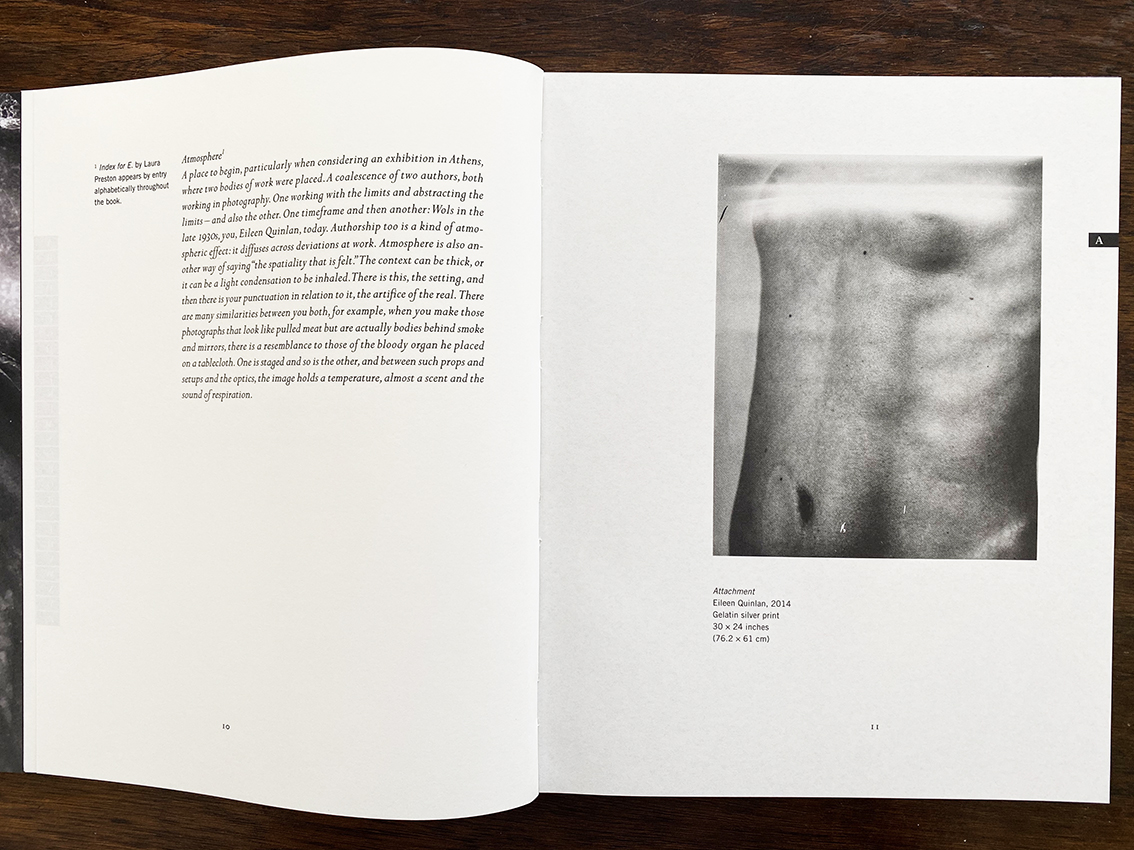 ¹ Index for E. by Laura
Preston appears by entry
alphabetically throughout
the book.
Atmosphere¹
A place to begin, particularly when considering an exhibition in Athens,
where two bodies of work were placed. A coalescence of two authors, both
working in photography. One working with the limits and abstracting the
limits – and also the other. One timeframe and then another: Wols in the
late 1930s, you, Eileen Quinlan, today. Authorship too is a kind of atmo-
spheric effect: it diffuses across deviations at work. Atmosphere is also an-
other way of saying “the spatiality that is felt.” The context can be thick, or
it can be a light condensation to be inhaled. There is this, the setting, and
then there is your punctuation in relation to it, the artifice of the real. There
are many similarities between you both, for example, when you make those
photographs that look like pulled meat but are actually bodies behind smoke
and mirrors, there is a resemblance to those of the bloody organ he placed
on a tablecloth. One is staged and so is the other, and between such props and
setups and the optics, the image holds a temperature, almost a scent and the
sound of respiration.
10
A
Attachment
Eileen Quinlan, 2014
Gelatin silver print
30 × 24 inches
(76.2 × 61 cm)
11